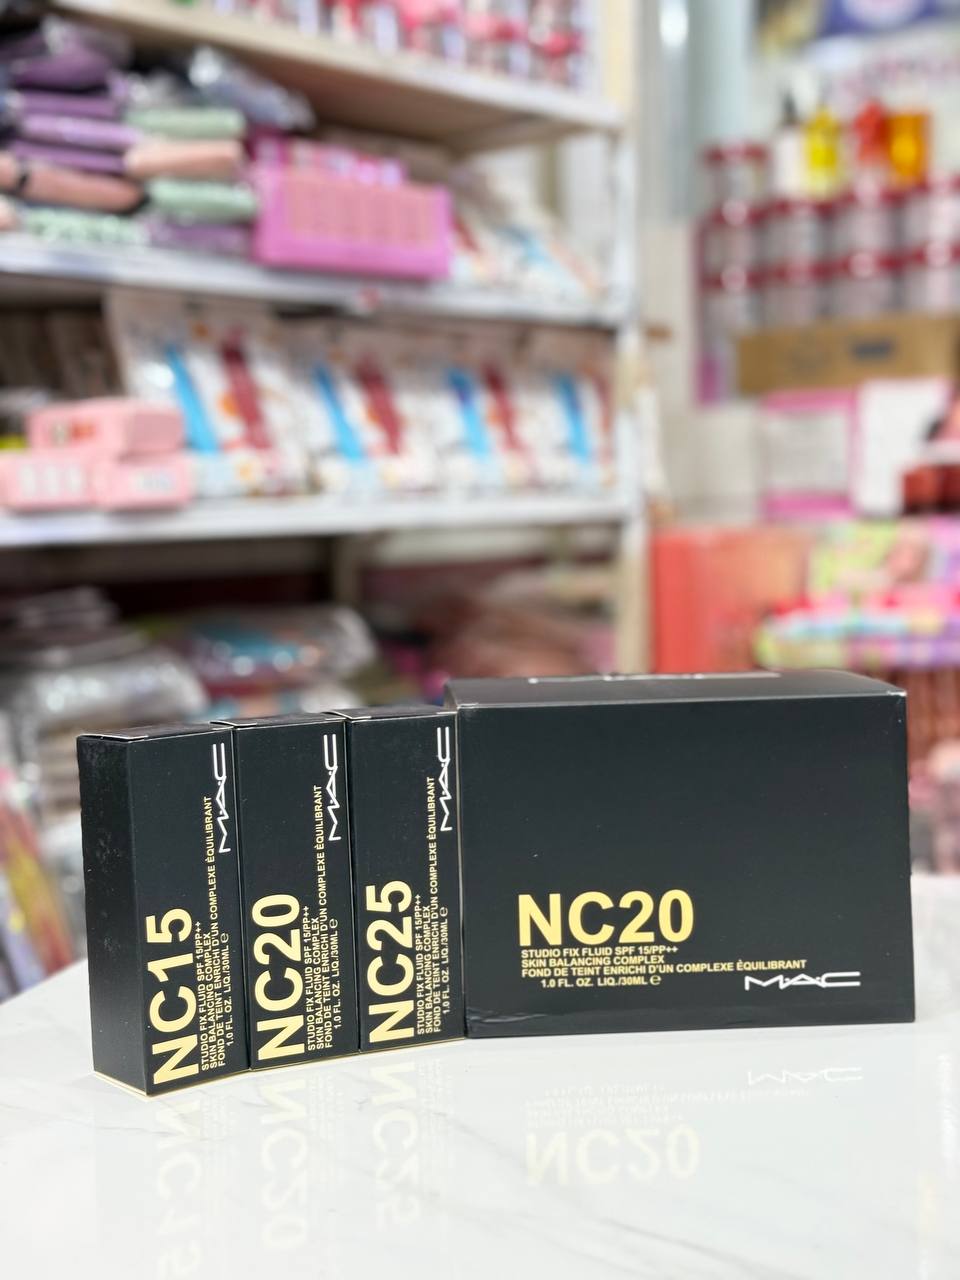 NC15
STUDIO FIX FLUID SPF 15/PP++
SKIN BALANCING COMPLEX
FOND DE TEINT ENRICHI D'UN COMPLEXE ÈQUILIBRANT
1.0 FL. OZ. LIQ./30ML ℮
MAC
NC20
STUDIO FIX FLUID SPF 15/PP++
SKIN BALANCING COMPLEX
FOND DE TEINT ENRICHI D'UN COMPLEXE ÈQUILIBRANT
1.0 FL. OZ. LIQ./30ML ℮
MAC
NC25
STUDIO FIX FLUID SPF 15/PP++
SKIN BALANCING COMPLEX
FOND DE TEINT ENRICHI D'UN COMPLEXE ÈQUILIBRANT
1.0 FL. OZ. LIQ./30ML ℮
MAC
NC20
STUDIO FIX FLUID SPF 15/PP++
SKIN BALANCING COMPLEX
FOND DE TEINT ENRICHI D'UN COMPLEXE ÈQUILIBRANT
1.0 FL. OZ. LIQ./30ML ℮
MAC